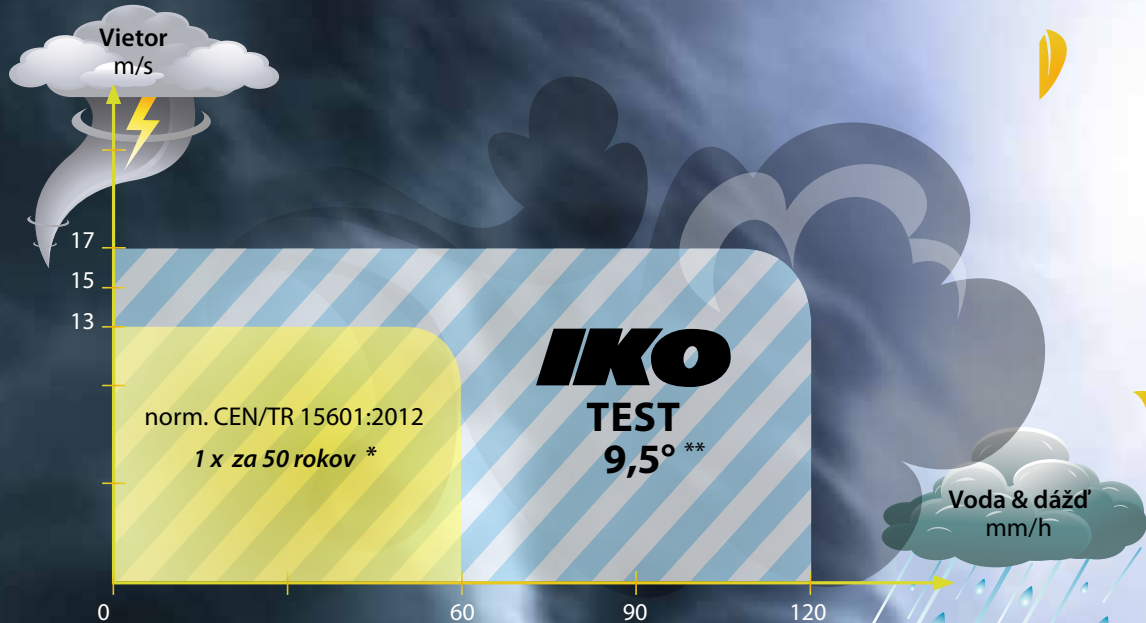 Vietor
m/s
17
15
13
norm. CEN/TR 15601:2012
1 x za 50 rokov *
IKO
TEST
9,5° **
Voda & dážď
mm/h
0 60 90 120